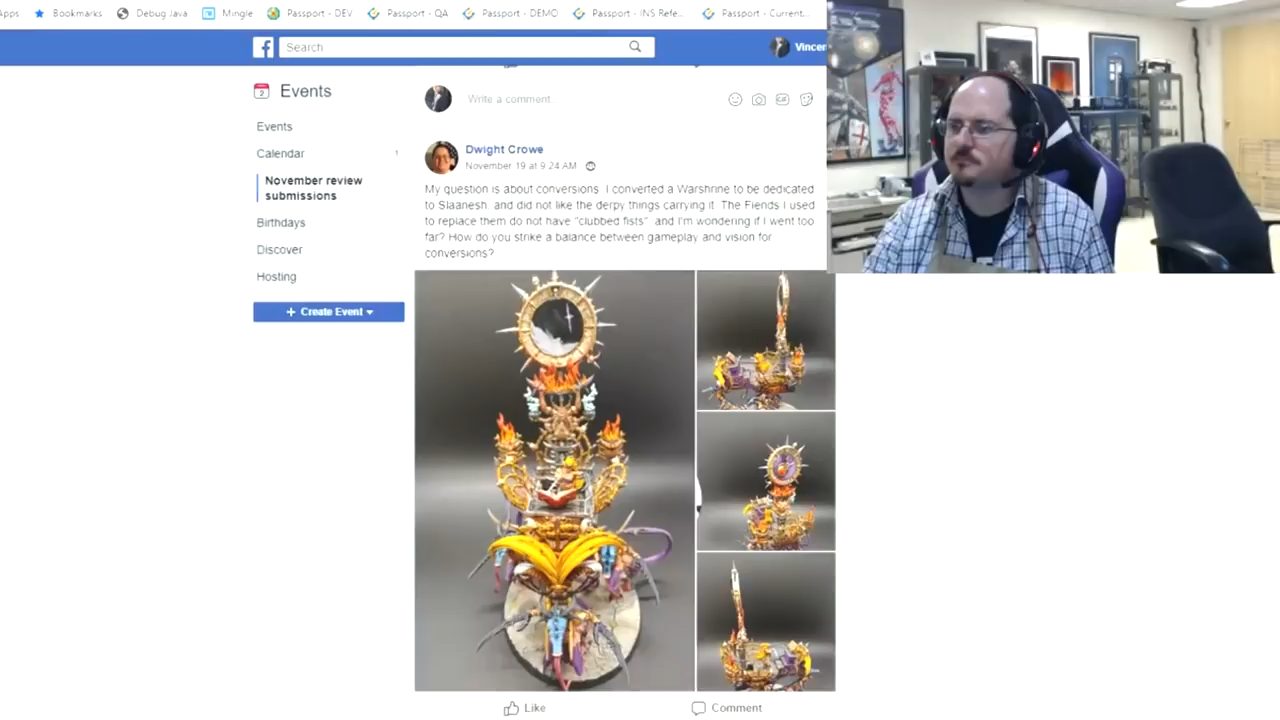 Apps Bookmarks Debug Java Mingle Passport - DEV Passport - QA Passport - DEMO Passport - INS Refe... Passport - Current,...
Search
Vincen
2 Events
Write a comment.
GIF
Events
Calendar 1
November review
submissions
Birthdays
Discover
Hosting
+ Create Event
Dwight Crowe
November 19 at 9:24 AM
My question is about conversions. I converted a Warshrine to be dedicated
to Slaanesh, and did not like the derpy things carrying it. The Fiends I used
to replace them do not have "clubbed fists", and I'm wondering if I went too
far? How do you strike a balance between gameplay and vision for
conversions?
Like Comment